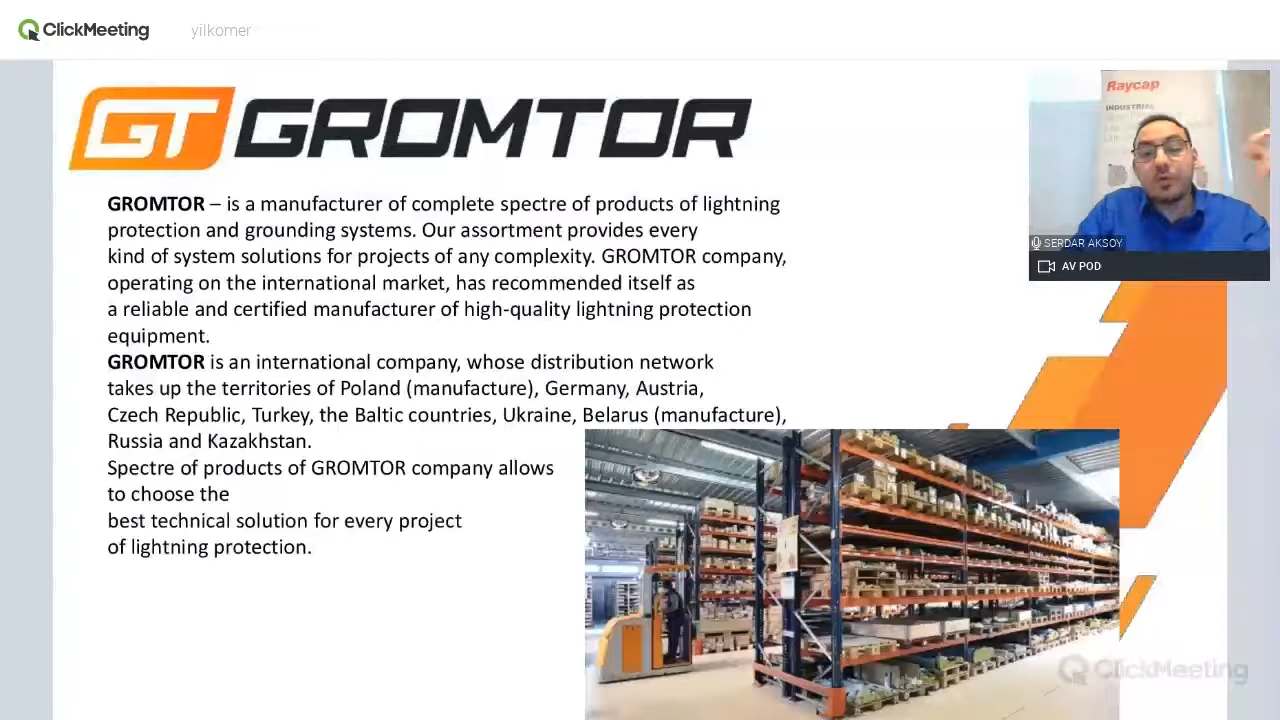 ClickMeeting
yilkomer
GT GROMTOR
GROMTOR – is a manufacturer of complete spectre of products of lightning
protection and grounding systems. Our assortment provides every
kind of system solutions for projects of any complexity. GROMTOR company,
operating on the international market, has recommended itself as
a reliable and certified manufacturer of high-quality lightning protection
equipment.
GROMTOR is an international company, whose distribution network
takes up the territories of Poland (manufacture), Germany, Austria,
Czech Republic, Turkey, the Baltic countries, Ukraine, Belarus (manufacture),
Russia and Kazakhstan.
Spectre of products of GROMTOR company allows
to choose the
best technical solution for every project
of lightning protection.
Raycap
INDUSTRIAL
SERDAR AKSOY
AV POD
ClickMeeting